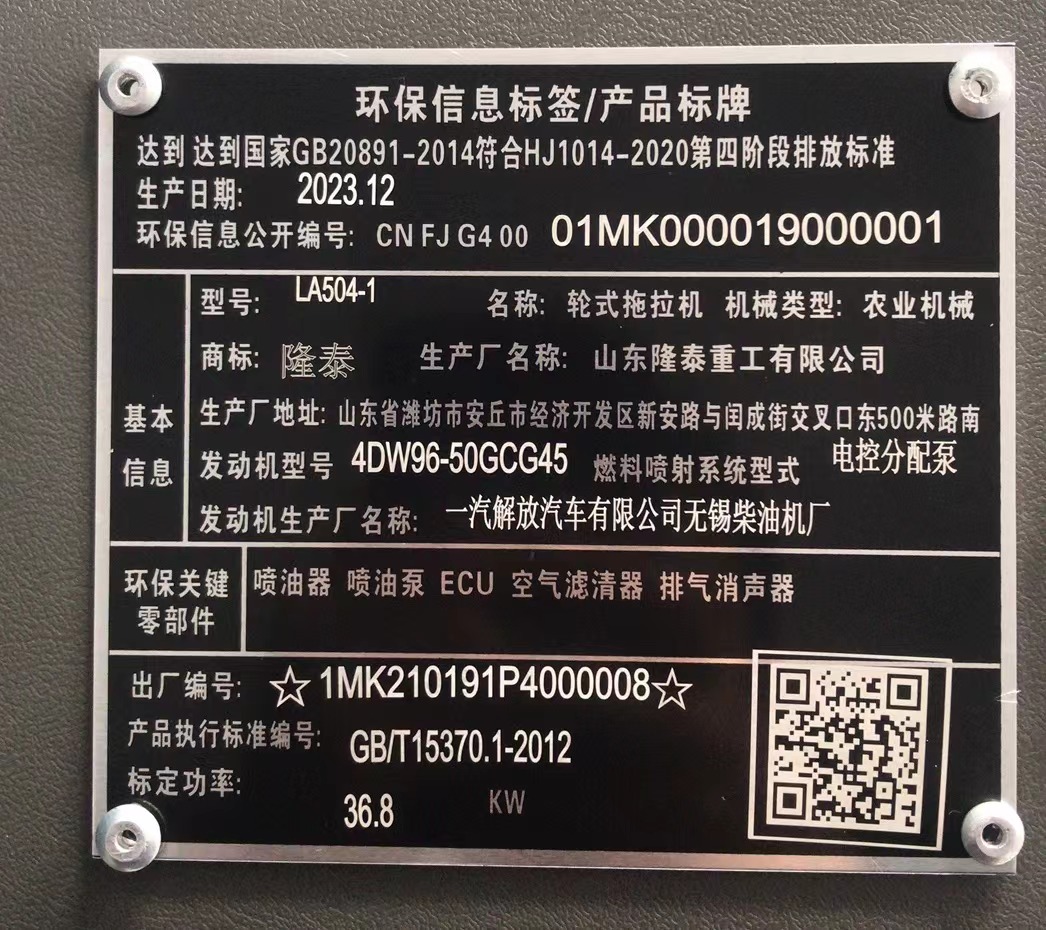 环保信息标签/产品标牌
达到 达到国家GB20891-2014符合HJ1014-2020第四阶段排放标准
生产日期: 2023.12
环保信息公开编号: CN FJ G4 00 01MK000019000001
基本信息
型号: LA504-1 名称: 轮式拖拉机 机械类型: 农业机械
商标: 隆泰 生产厂名称: 山东隆泰重工有限公司
生产厂地址: 山东省潍坊市安丘市经济开发区新安路与闰成街交叉口东500米路南
发动机型号 4DW96-50GCG45 燃料喷射系统型式 电控分配泵
发动机生产厂名称: 一汽解放汽车有限公司无锡柴油机厂
环保关键零部件
喷油器 喷油泵 ECU 空气滤清器 排气消声器
出厂编号: ☆1MK210191P4000008☆
产品执行标准编号: GB/T15370.1-2012
标定功率: 36.8 KW